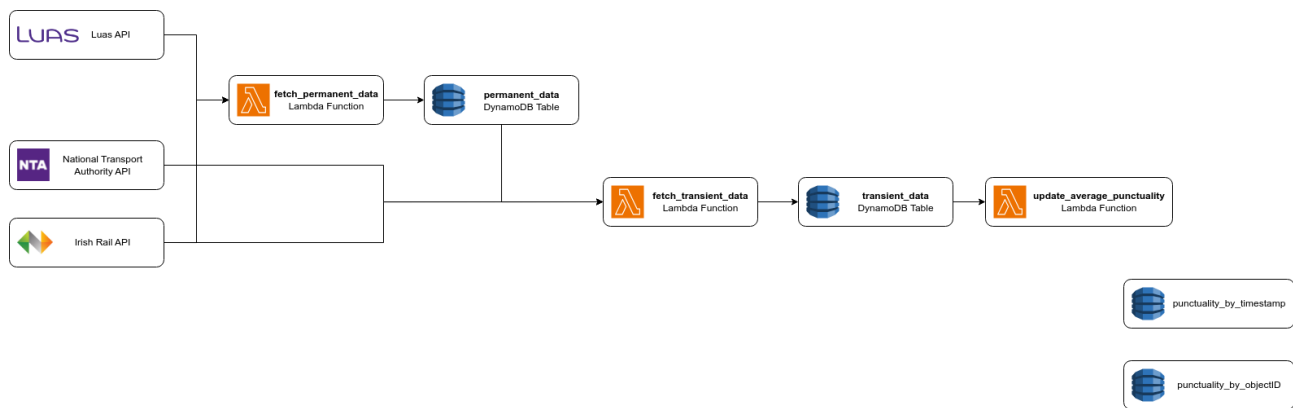 LUAS
Luas API
fetch_permanent_data
Lambda Function
permanent_data
DynamoDB Table
NTA
National Transport
Authority API
fetch_transient_data
Lambda Function
transient_data
DynamoDB Table
update_average_punctuality
Lambda Function
Irish Rail API
punctuality_by_timestamp
punctuality_by_objectID